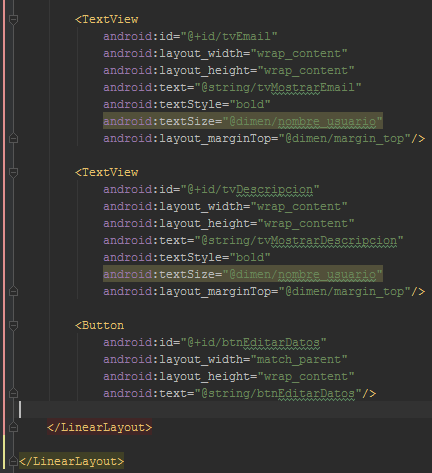 <TextView
android:id="@+id/tvEmail"
android:layout_width="wrap_content"
android:layout_height="wrap_content"
android:text="@string/tvMostrarEmail"
android:textStyle="bold"
android:textSize="@dimen/nombre_usuario"
android:layout_marginTop="@dimen/margin_top"/>
<TextView
android:id="@+id/tvDescripcion"
android:layout_width="wrap_content"
android:layout_height="wrap_content"
android:text="@string/tvMostrarDescripcion"
android:textStyle="bold"
android:textSize="@dimen/nombre_usuario"
android:layout_marginTop="@dimen/margin_top"/>
<Button
android:id="@+id/btnEditarDatos"
android:layout_width="match_parent"
android:layout_height="wrap_content"
android:text="@string/btnEditarDatos"/>
</LinearLayout>
</LinearLayout>